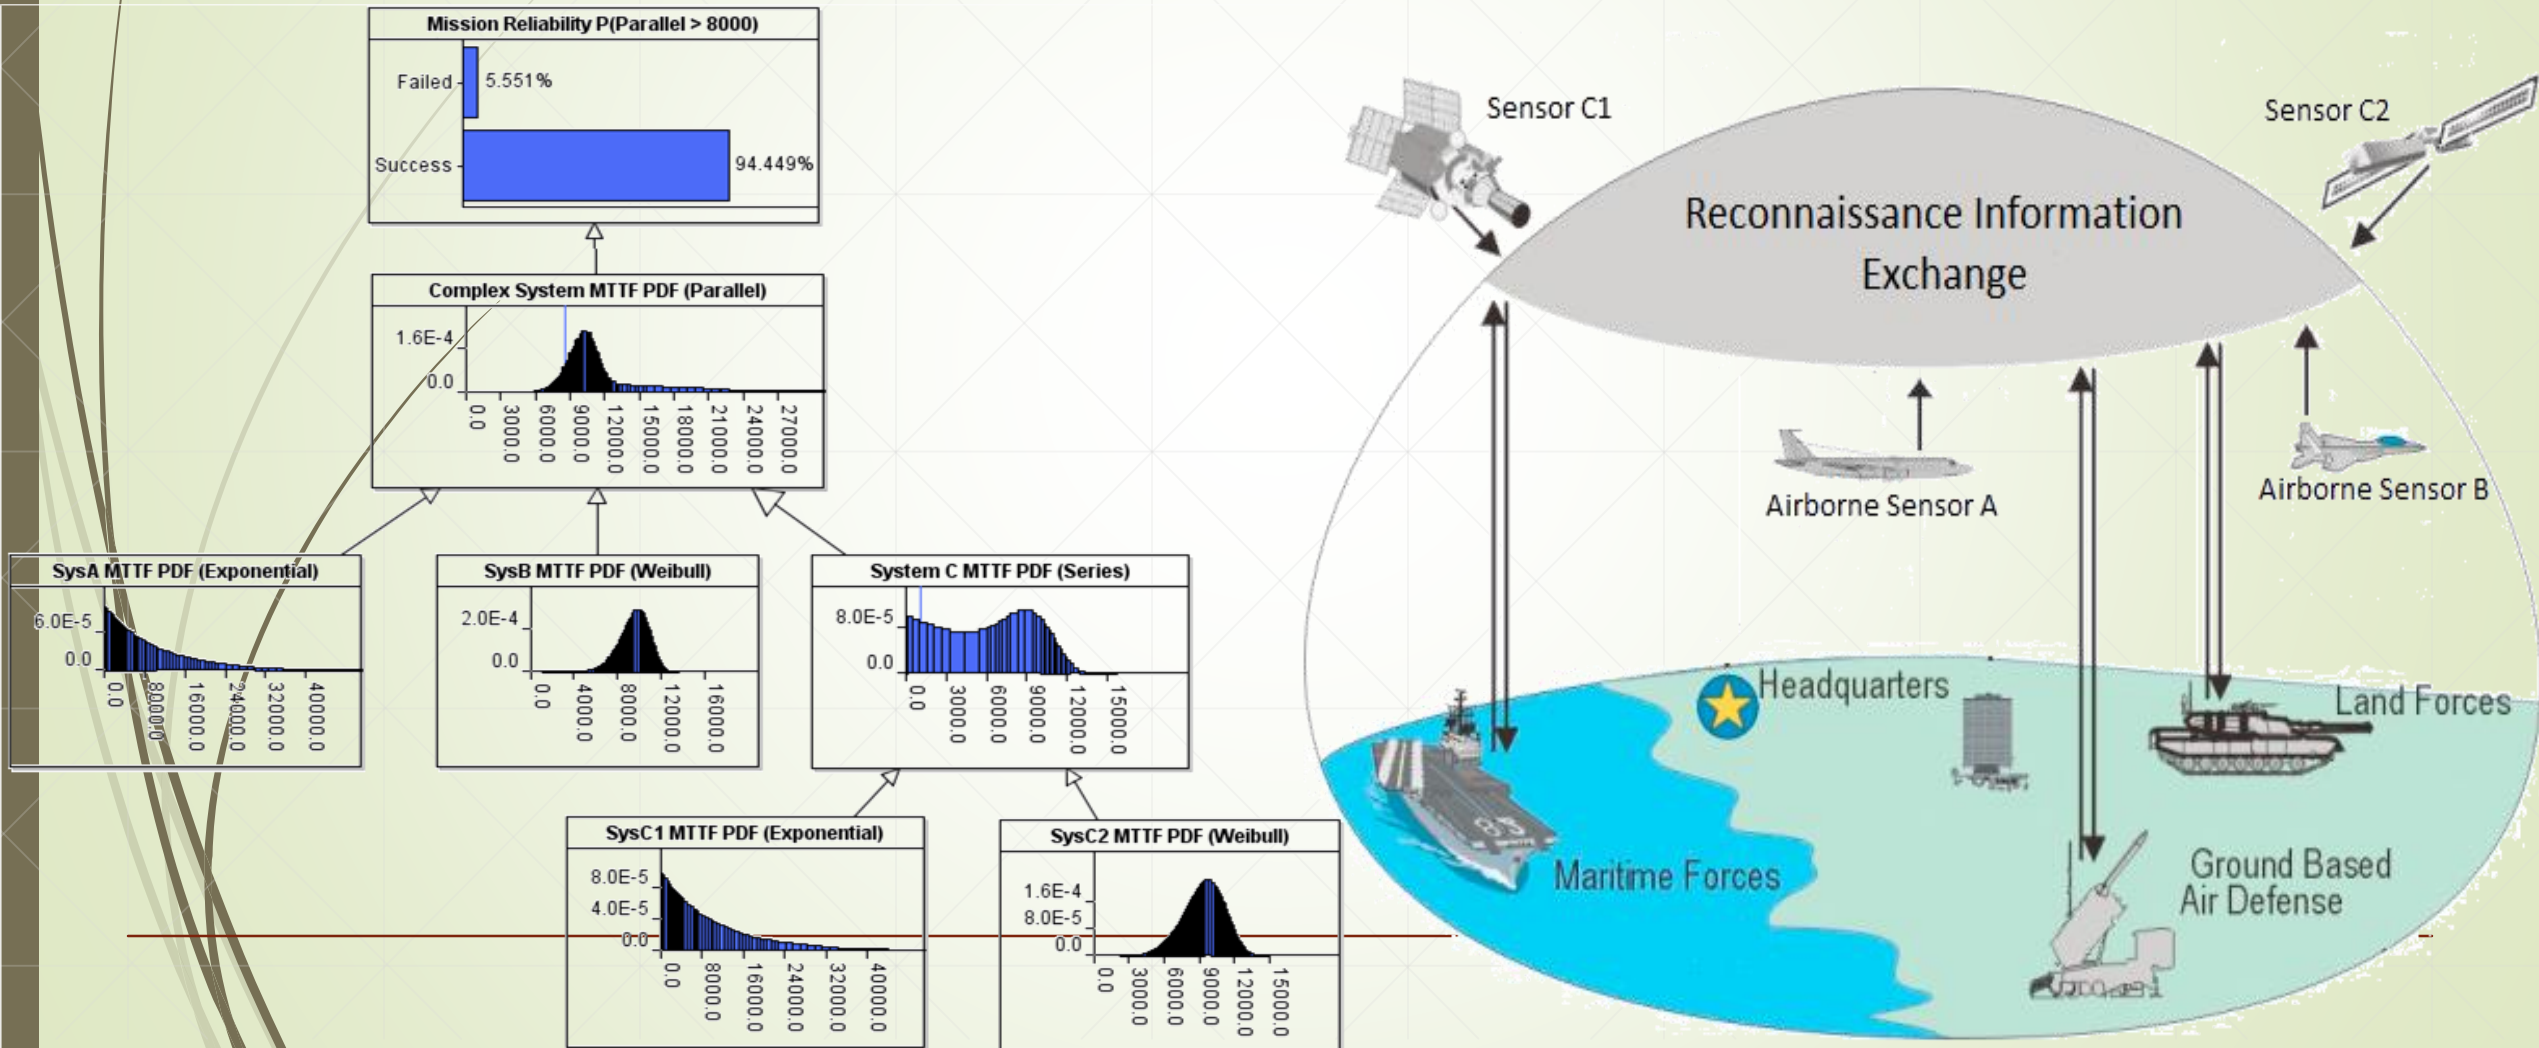 Mission Reliability P(Parallel > 8000)
Failed
5.551%
Success
94.449%
Complex System MTTF PDF (Parallel)
1.6E-4
0.0
0.0
3000.0
6000.0
9000.0
12000.0
15000.0
18000.0
21000.0
24000.0
27000.0
SysA MTTF PDF (Exponential)
6.0E-5
0.0
0.0
8000.0
16000.0
24000.0
32000.0
40000.0
SysB MTTF PDF (Weibull)
2.0E-4
0.0
0.0
4000.0
8000.0
12000.0
16000.0
System C MTTF PDF (Series)
8.0E-5
0.0
0.0
3000.0
6000.0
9000.0
12000.0
15000.0
SysC1 MTTF PDF (Exponential)
8.0E-5
4.0E-5
0.0
0.0
8000.0
16000.0
24000.0
32000.0
40000.0
SysC2 MTTF PDF (Weibull)
1.6E-4
8.0E-5
0.0
0.0
3000.0
6000.0
9000.0
12000.0
15000.0
Sensor C1
Sensor C2
Reconnaissance Information
Exchange
Airborne Sensor A
Airborne Sensor B
Headquarters
Land Forces
Maritime Forces
Ground Based
Air Defense